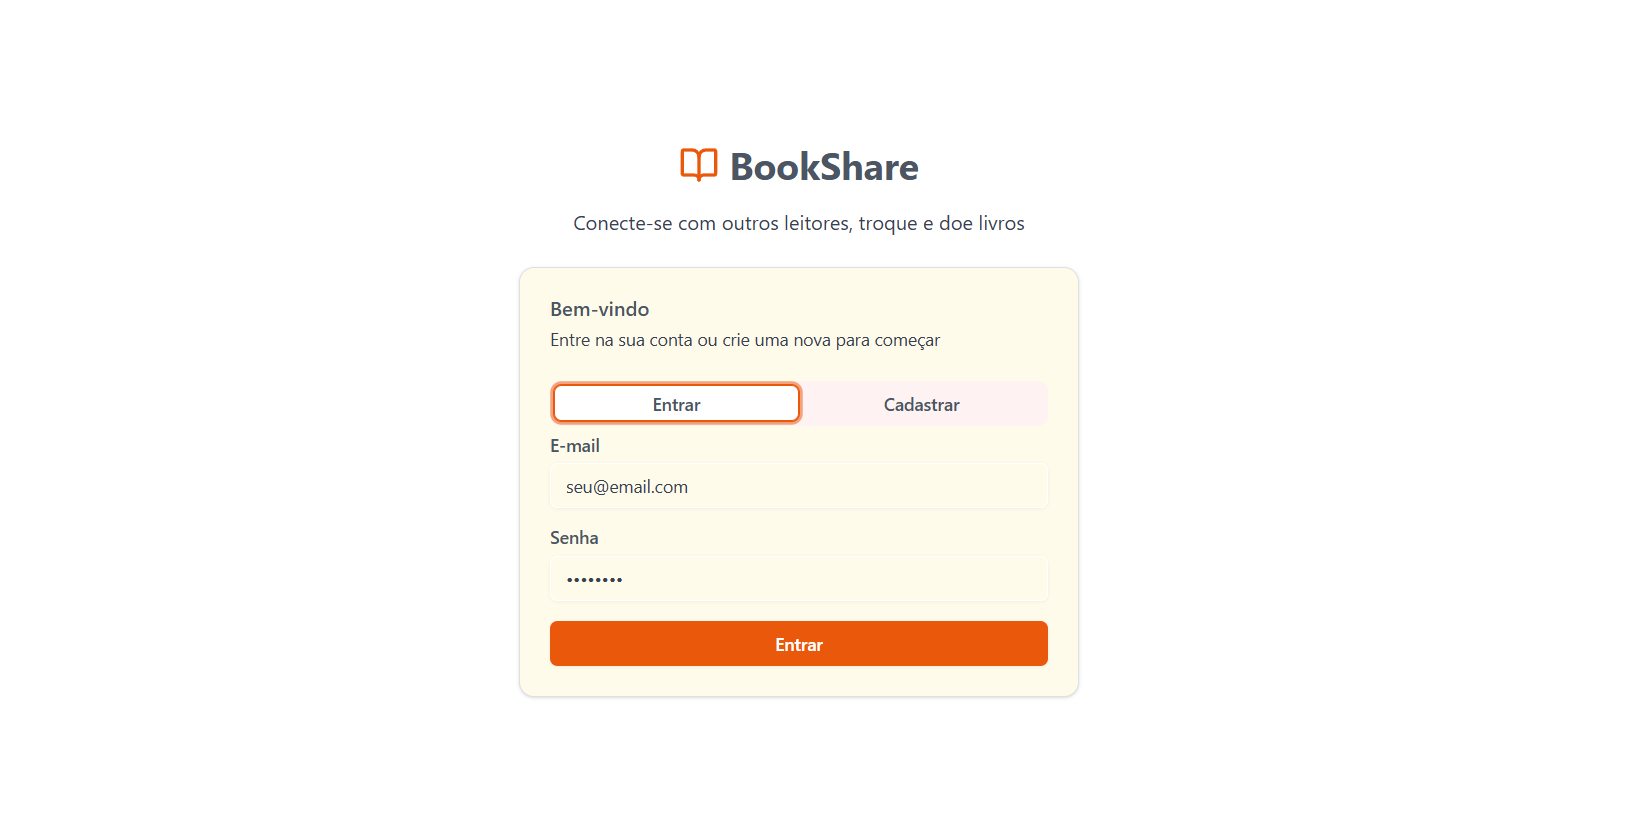 BookShare
Conecte-se com outros leitores, troque e doe livros
Bem-vindo
Entre na sua conta ou crie uma nova para começar
Entrar Cadastrar
E-mail
seu@email.com
Senha
••••••••
Entrar